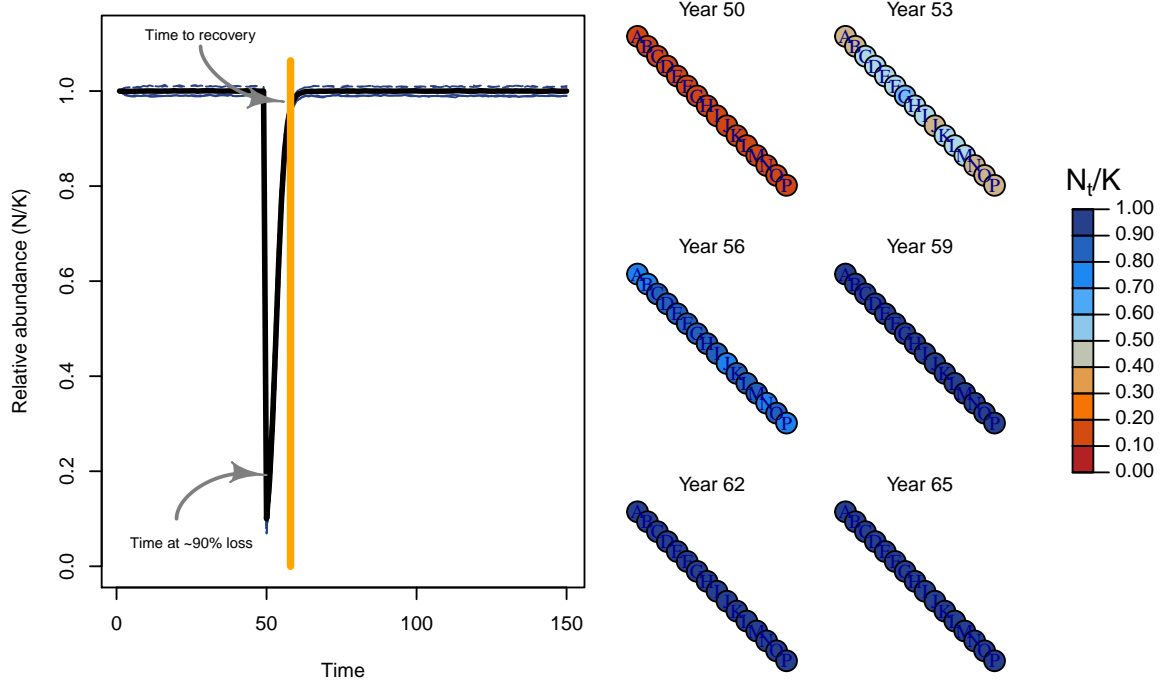 Time to recovery
Time at ~90% loss
Relative abundance (N/K)
0.0
0.2
0.4
0.6
0.8
1.0
0
50
100
150
Time
Year 50
A
B
C
D
E
F
G
H
I
J
K
L
M
N
O
P
Year 53
A
B
C
D
E
F
G
H
I
J
K
L
M
N
O
P
Year 56
A
B
C
D
E
F
G
H
I
J
K
L
M
N
O
P
Year 59
A
B
C
D
E
F
G
H
I
J
K
L
M
N
O
P
Year 62
A
B
C
D
E
F
G
H
I
J
K
L
M
N
O
P
Year 65
A
B
C
D
E
F
G
H
I
J
K
L
M
N
O
P
Nt/K
1.00
0.90
0.80
0.70
0.60
0.50
0.40
0.30
0.20
0.10
0.00